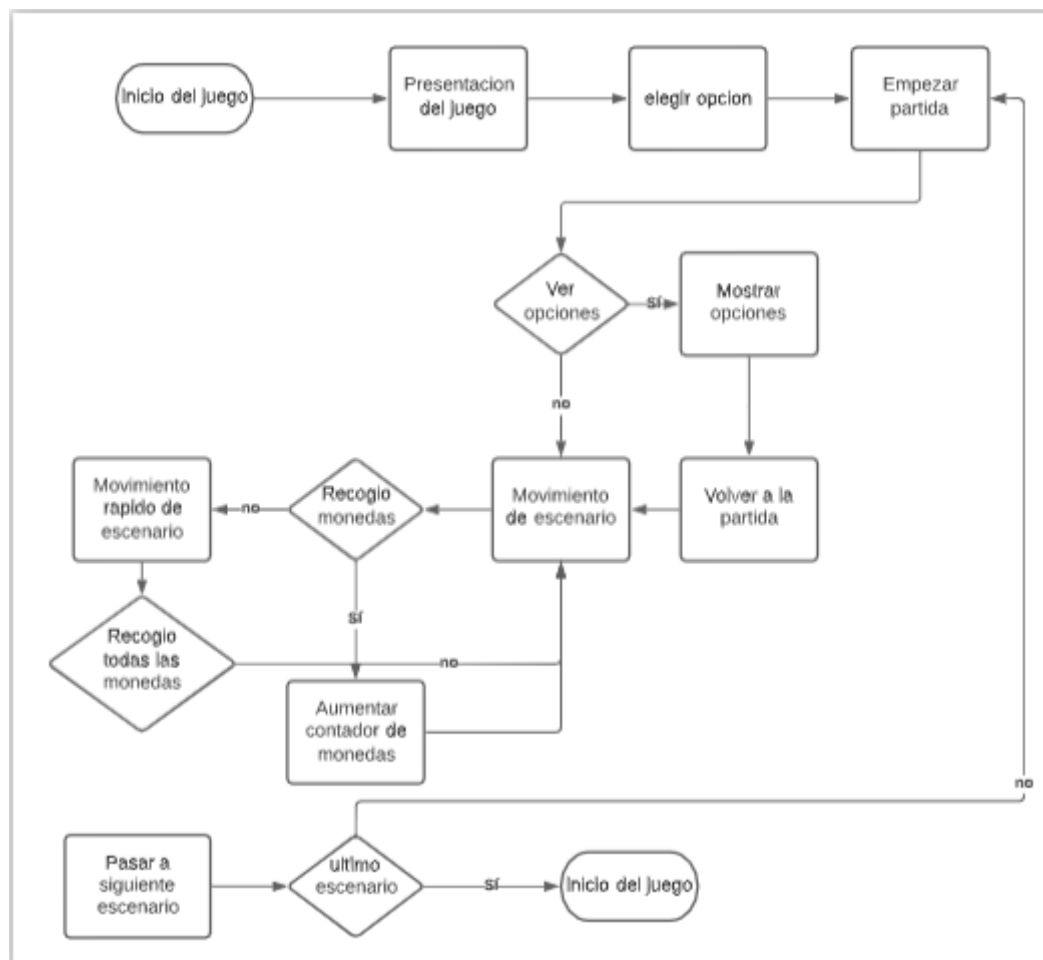 Inicio del juego
Presentacion
del juego
elegir opcion
Empezar
partida
Ver
opciones
sí
Mostrar
opciones
no
Movimiento
rapido de
escenario
no
Recogio
monedas
Movimiento
de escenario
Volver a la
partida
sí
Recogio
todas las
monedas
no
Aumentar
contador de
monedas
no
Pasar a
siguiente
escenario
ultimo
escenario
sí
Inicio del juego